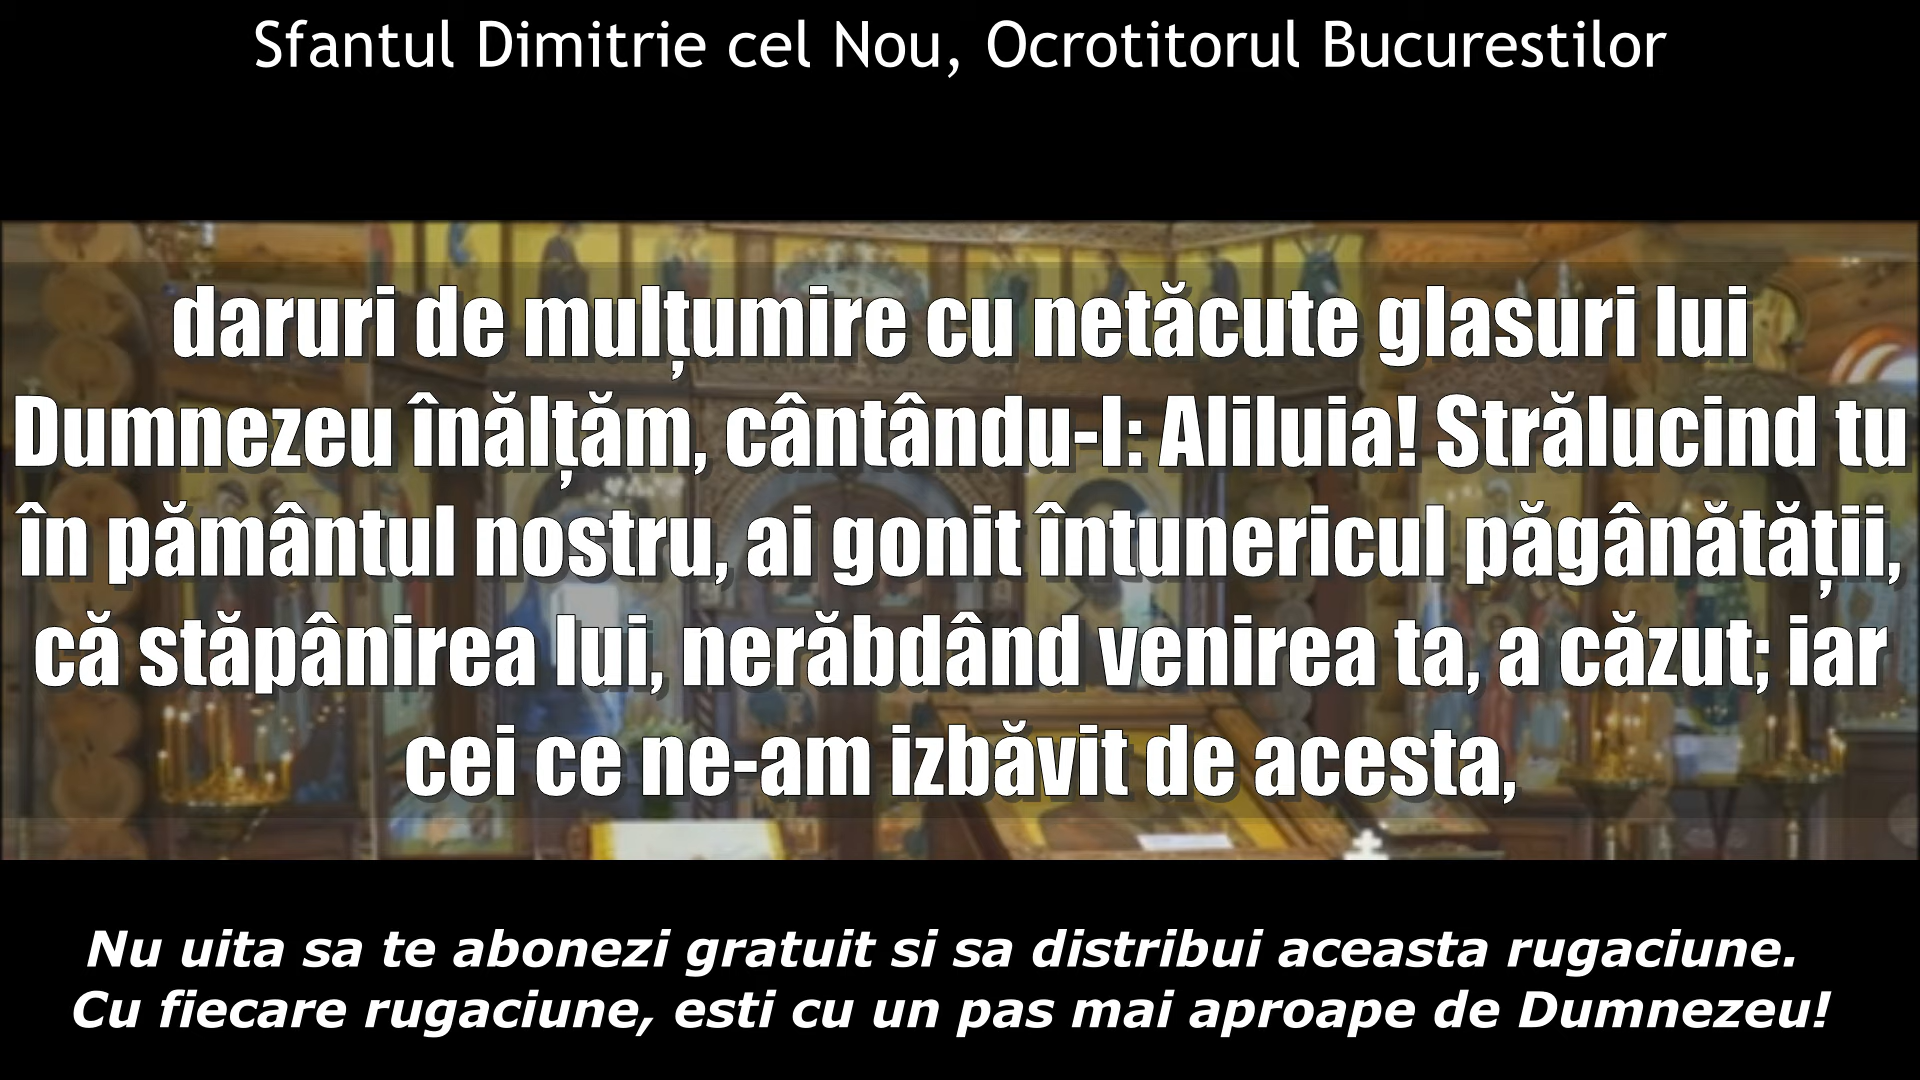 Sfantul Dimitrie cel Nou, Ocrotitorul Bucurestilor
daruri de mulțumire cu netăcute glasuri lui
Dumnezeu înălțăm, cântându-I: Aliluia! Strălucind tu
în pământul nostru, ai gonit întunericul păgânătății,
că stăpânirea lui, nerăbdând venirea ta, a căzut; iar
cei ce ne-am izbăvit de acesta,
Nu uita sa te abonezi gratuit si sa distribui aceasta rugaciune.
Cu fiecare rugaciune, esti cu un pas mai aproape de Dumnezeu!